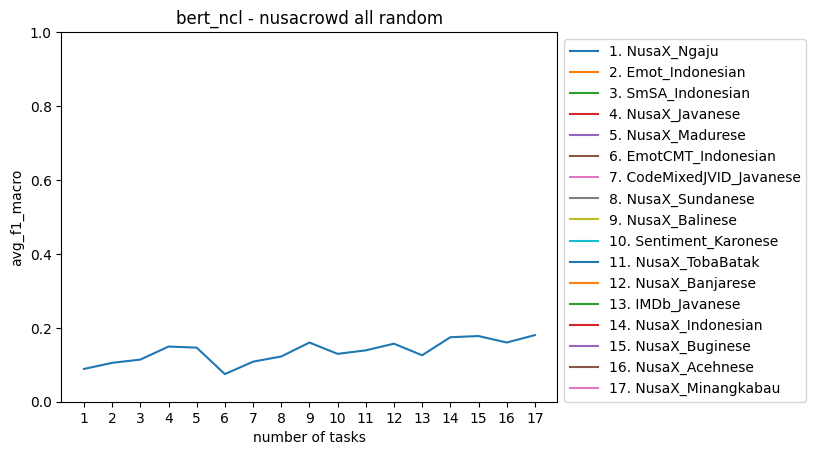 bert_ncl - nusacrowd all random
avg_f1_macro
1.0
0.8
0.6
0.4
0.2
0.0
1 2 3 4 5 6 7 8 9 10 11 12 13 14 15 16 17
number of tasks
1. NusaX_Ngaju
2. Emot_Indonesian
3. SmSA_Indonesian
4. NusaX_Javanese
5. NusaX_Madurese
6. EmotCMT_Indonesian
7. CodeMixedJVID_Javanese
8. NusaX_Sundanese
9. NusaX_Balinese
10. Sentiment_Karonese
11. NusaX_TobaBatak
12. NusaX_Banjarese
13. IMDb_Javanese
14. NusaX_Indonesian
15. NusaX_Buginese
16. NusaX_Acehnese
17. NusaX_Minangkabau